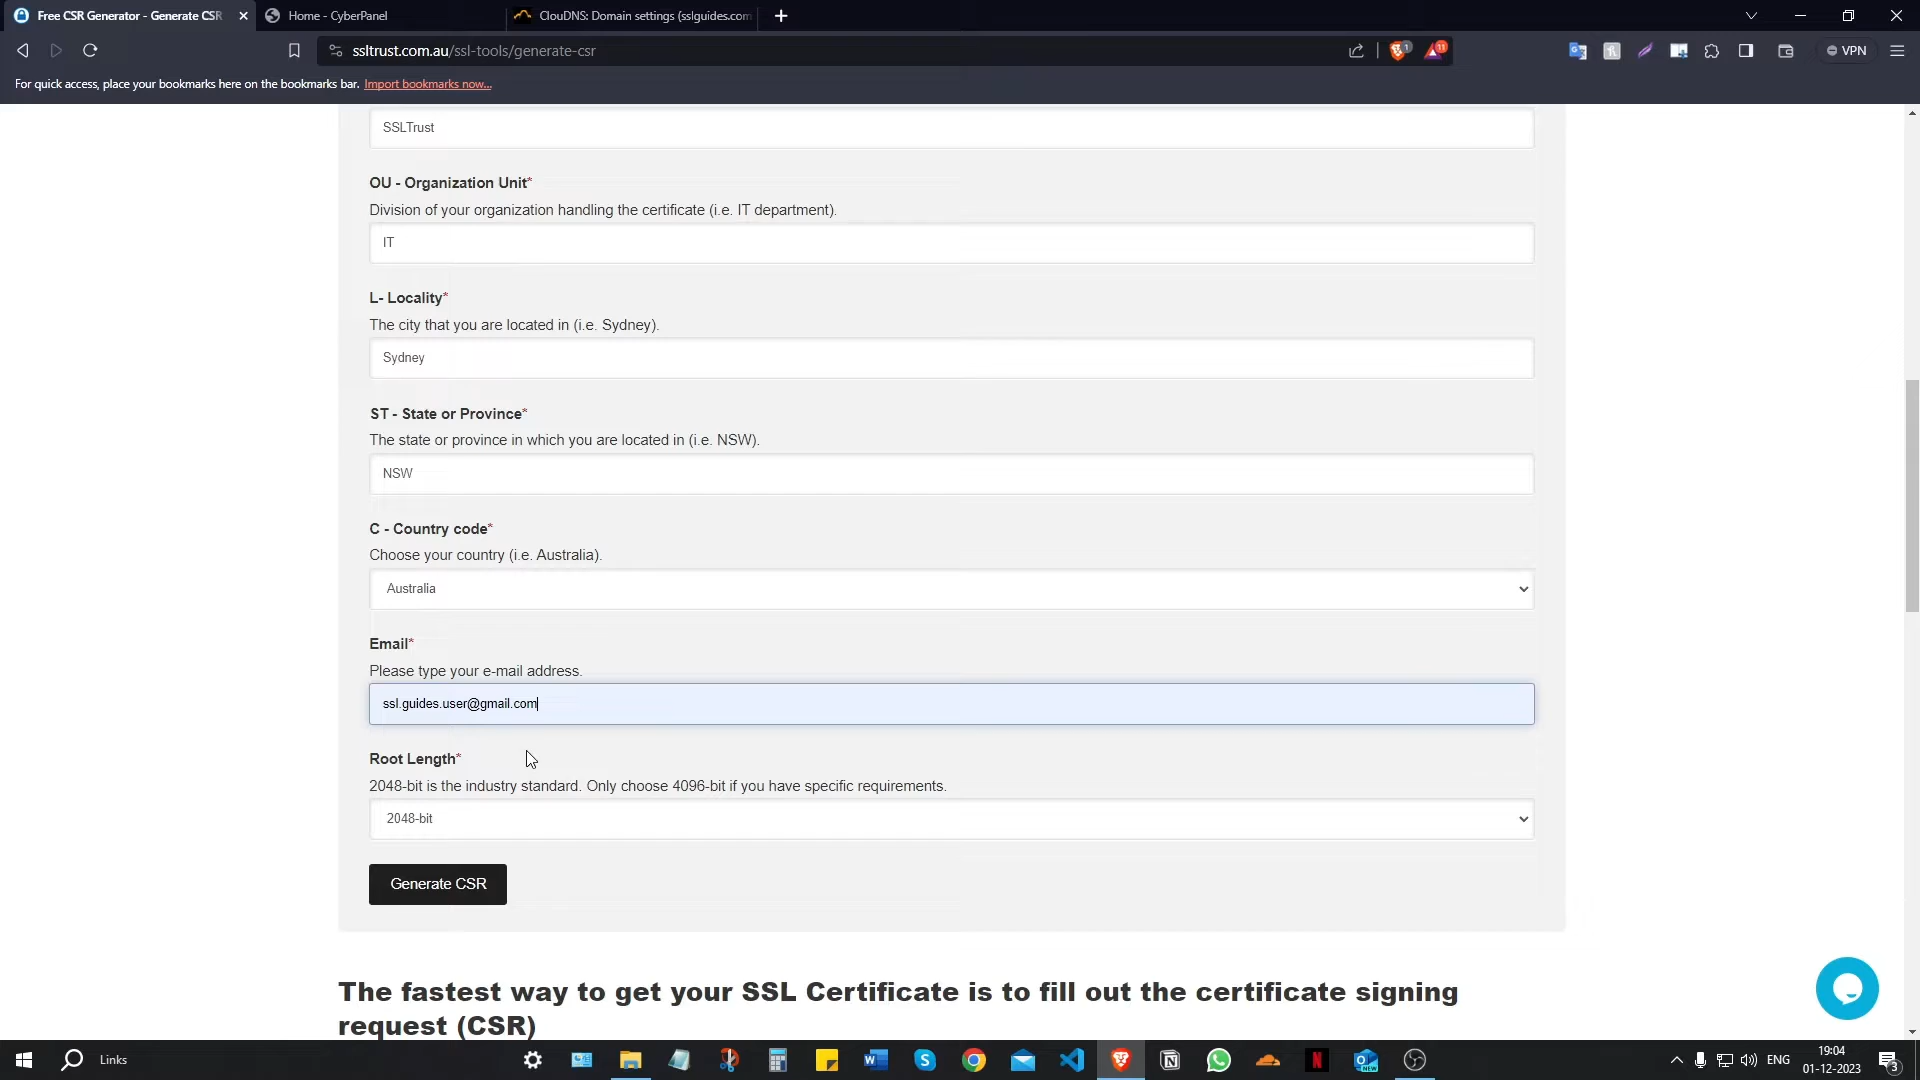 Free CSR Generator - Generate CSR
Home - CyberPanel
ClouDNS: Domain settings (sslguides.com
ssltrust.com.au/ssl-tools/generate-csr
1
11
VPN
For quick access, place your bookmarks here on the bookmarks bar. Import bookmarks now...
SSLTrust
OU - Organization Unit*
Division of your organization handling the certificate (i.e. IT department).
IT
L- Locality*
The city that you are located in (i.e. Sydney).
Sydney
ST - State or Province*
The state or province in which you are located in (i.e. NSW).
NSW
C - Country code*
Choose your country (i.e. Australia).
Australia
Email*
Please type your e-mail address.
ssl.guides.user@gmail.com
Root Length*
2048-bit is the industry standard. Only choose 4096-bit if you have specific requirements.
2048-bit
Generate CSR
The fastest way to get your SSL Certificate is to fill out the certificate signing
request (CSR)
Links
ENG
19:04
01-12-2023
3